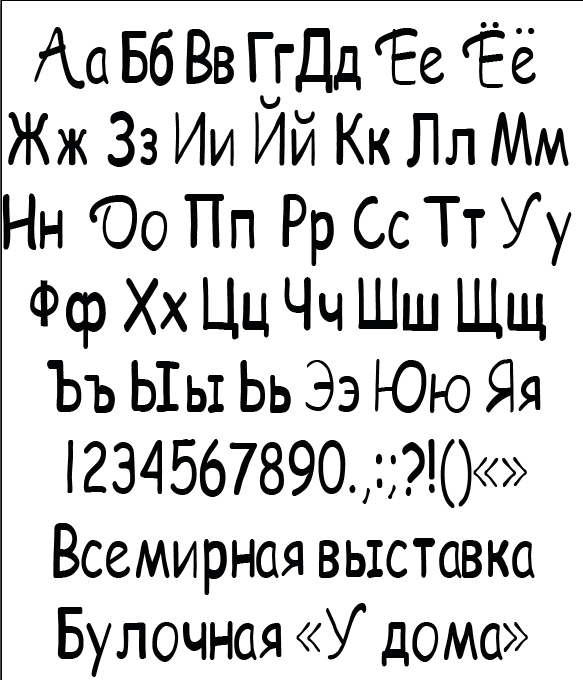 Аа Бб Вв Гг Дд Ее Ёё
Жж Зз Ии Йй Кк Лл Мм
Нн Оо Пп Рр Сс Тт Уу
Фф Хх Цц Чч Шш Щщ
Ъъ Ыы Ьь Ээ Юю Яя
1234567890.,:;?!()«»
Всемирная выставка
Булочная «У дома»